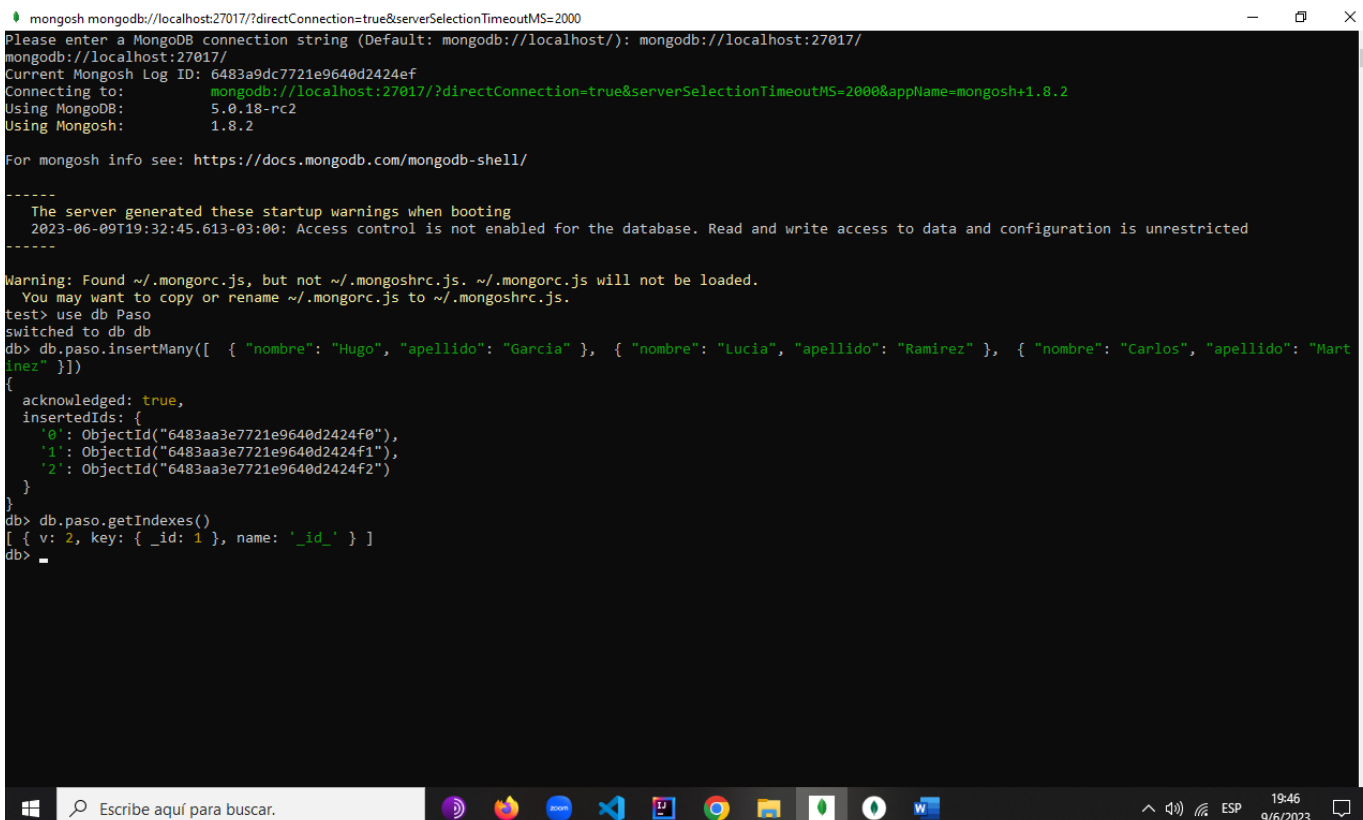 mongosh mongodb://localhost:27017/?directConnection=true&serverSelectionTimeoutMS=2000
Please enter a MongoDB connection string (Default: mongodb://localhost/): mongodb://localhost:27017/
mongodb://localhost:27017/
Current Mongosh Log ID: 6483a9dc7721e9640d2424ef
Connecting to:          mongodb://localhost:27017/?directConnection=true&serverSelectionTimeoutMS=2000&appName=mongosh+1.8.2
Using MongoDB:          5.0.18-rc2
Using Mongosh:          1.8.2
For mongosh info see: https://docs.mongodb.com/mongodb-shell/
------
   The server generated these startup warnings when booting
   2023-06-09T19:32:45.613-03:00: Access control is not enabled for the database. Read and write access to data and configuration is unrestricted
------
Warning: Found ~/.mongorc.js, but not ~/.mongoshrc.js. ~/.mongorc.js will not be loaded.
  You may want to copy or rename ~/.mongorc.js to ~/.mongoshrc.js.
test> use db Paso
switched to db db
db> db.paso.insertMany([  { "nombre": "Hugo", "apellido": "Garcia" },  { "nombre": "Lucia", "apellido": "Ramirez" },  { "nombre": "Carlos", "apellido": "Mart
inez" }])
{
  acknowledged: true,
  insertedIds: {
    '0': ObjectId("6483aa3e7721e9640d2424f0"),
    '1': ObjectId("6483aa3e7721e9640d2424f1"),
    '2': ObjectId("6483aa3e7721e9640d2424f2")
  }
}
db> db.paso.getIndexes()
[ { v: 2, key: { _id: 1 }, name: '_id_' } ]
db>
Escribe aquí para buscar.
zoom
IJ
W
ESP
19:46
9/6/2023